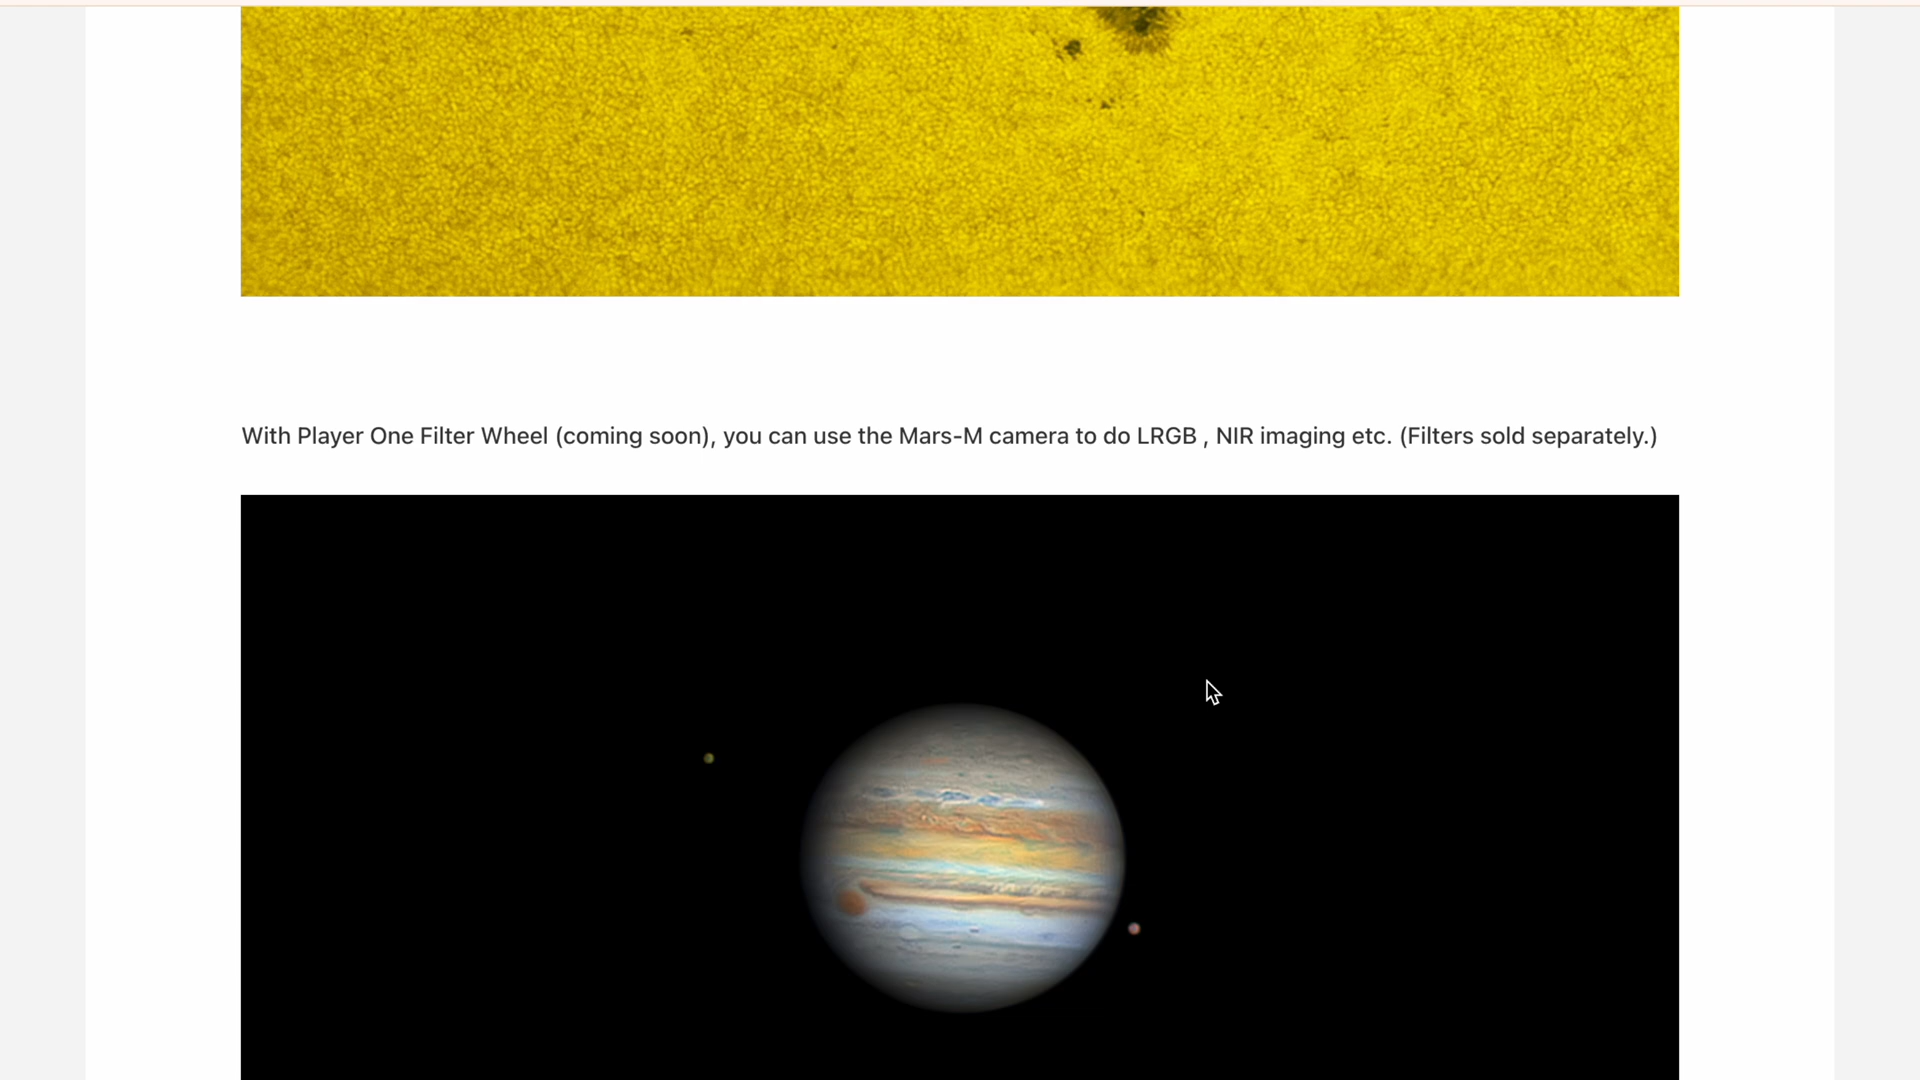 With Player One Filter Wheel (coming soon), you can use the Mars-M camera to do LRGB , NIR imaging etc. (Filters sold separately.)